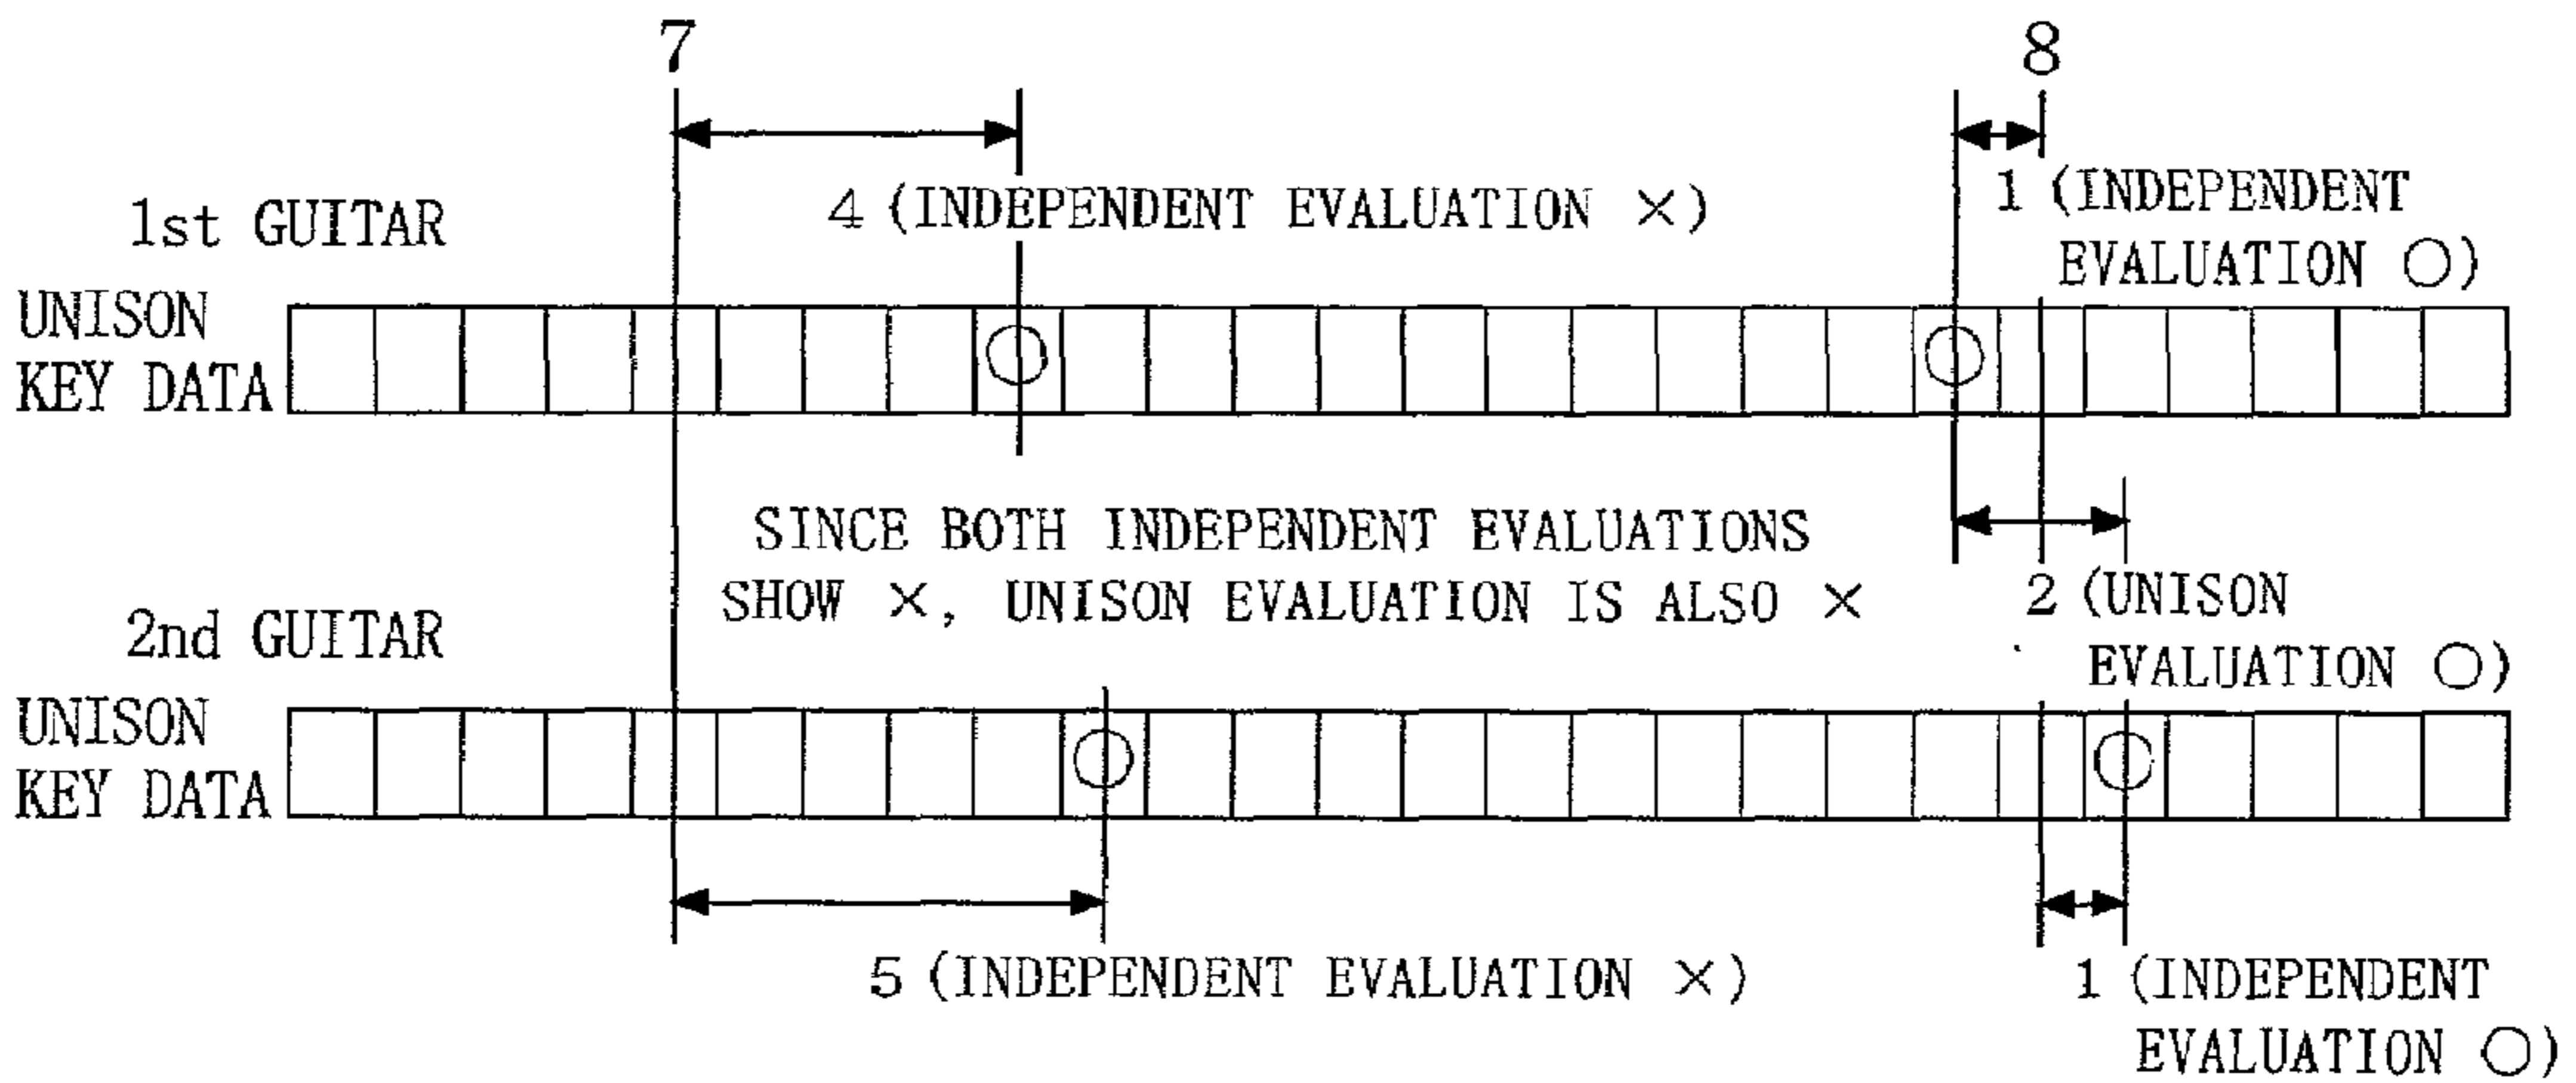 7
8
4 (INDEPENDENT EVALUATION ×)
1 (INDEPENDENT
EVALUATION ○)
1st GUITAR
UNISON
KEY DATA
SINCE BOTH INDEPENDENT EVALUATIONS
SHOW ×, UNISON EVALUATION IS ALSO ×
2 (UNISON
EVALUATION ○)
2nd GUITAR
UNISON
KEY DATA
5 (INDEPENDENT EVALUATION ×)
1 (INDEPENDENT
EVALUATION ○)